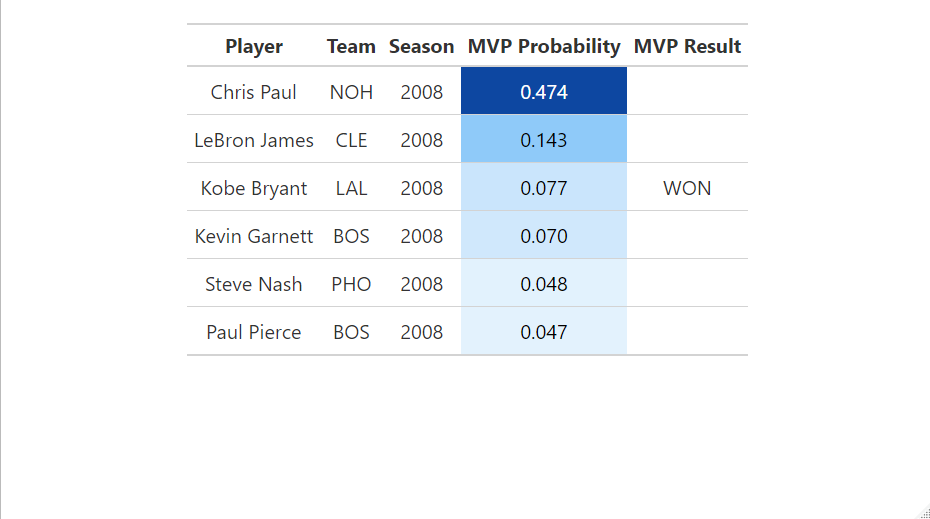 Player Team Season MVP Probability MVP Result
Chris Paul NOH 2008 0.474
LeBron James CLE 2008 0.143
Kobe Bryant LAL 2008 0.077 WON
Kevin Garnett BOS 2008 0.070
Steve Nash PHO 2008 0.048
Paul Pierce BOS 2008 0.047